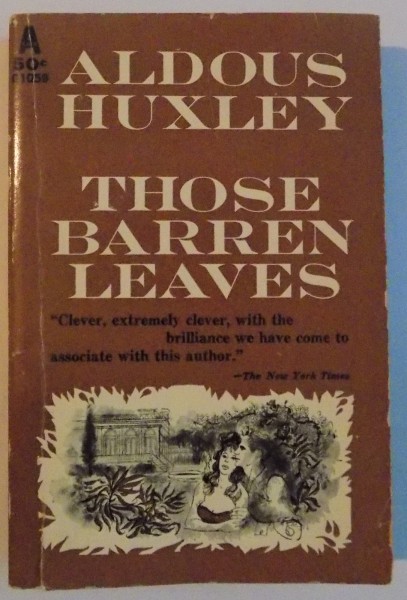 A
50¢
ALDOUS
HUXLEY
THOSE
BARREN
LEAVES
"Clever, extremely clever, with the
brilliance we have come to
associate with this author."
—The New York Times